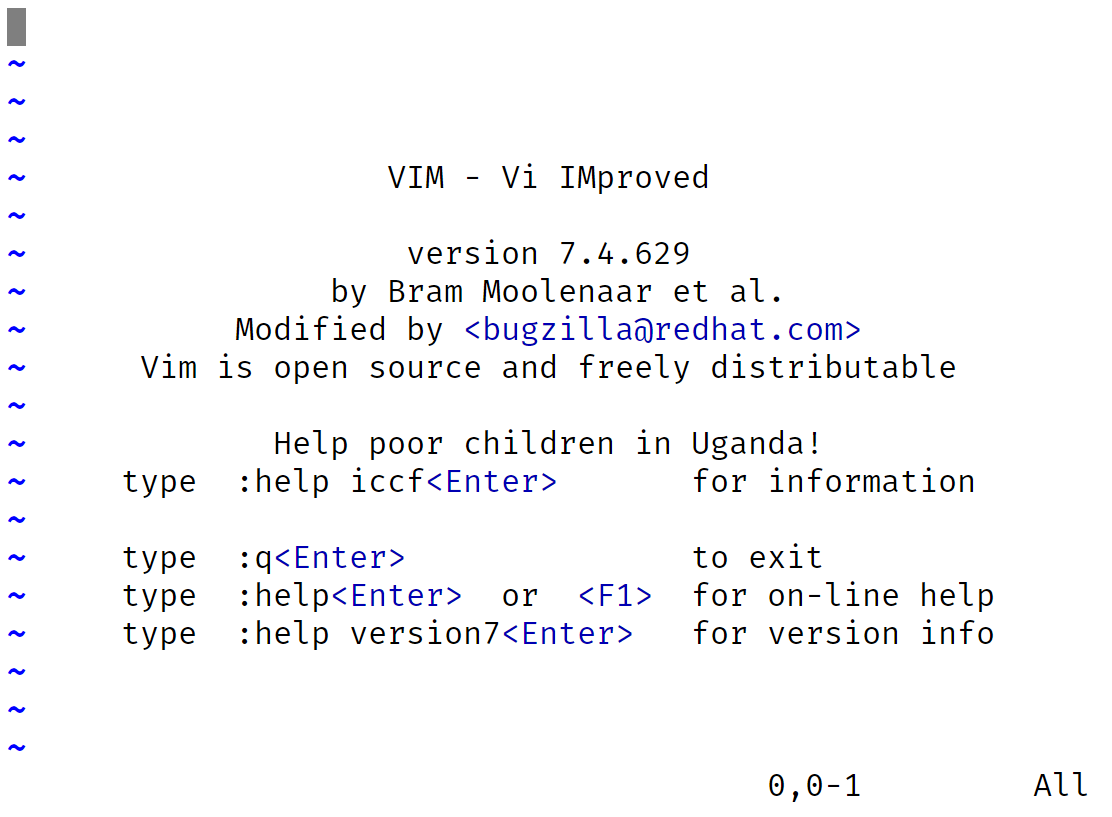 ~
~
~
~ VIM - Vi IMproved
~
~ version 7.4.629
~ by Bram Moolenaar et al.
~ Modified by <bugzilla@redhat.com>
~ Vim is open source and freely distributable
~
~ Help poor children in Uganda!
~ type  :help iccf<Enter>       for information
~
~ type  :q<Enter>               to exit
~ type  :help<Enter>  or  <F1>  for on-line help
~ type  :help version7<Enter>   for version info
~
~
~
0,0-1         All